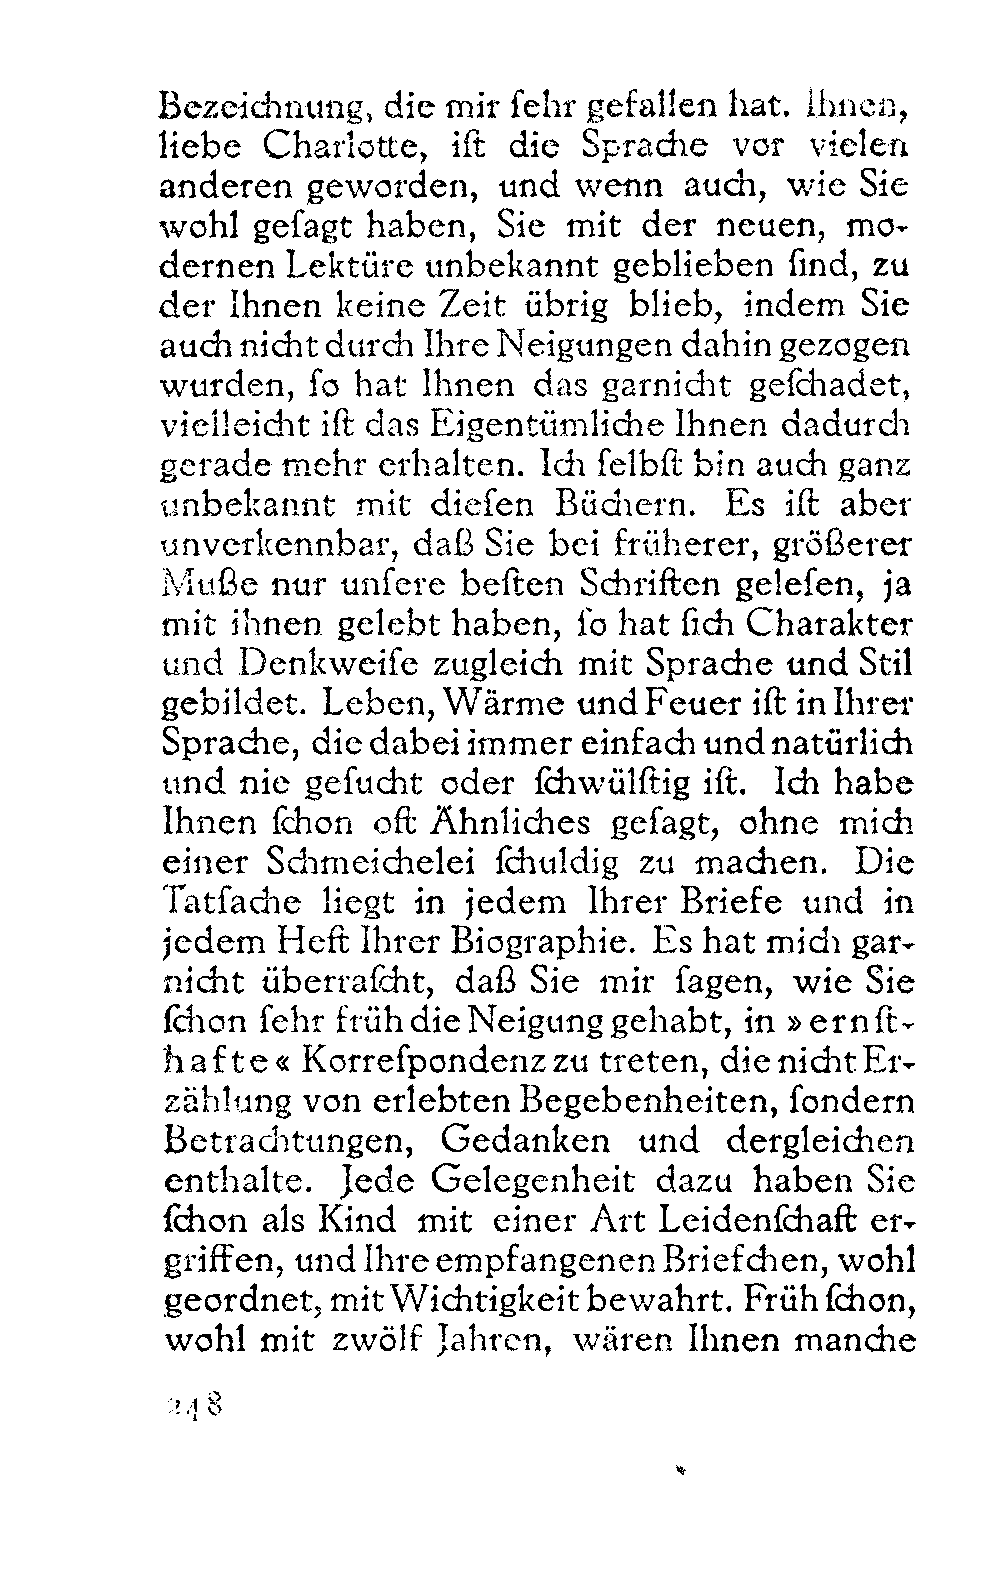 Bezeichnung, die mir ſehr gefallen hat. Ihnen,
liebe Charlotte, iſt die Sprache vor vielen
anderen geworden, und wenn auch, wie Sie
wohl geſagt haben, Sie mit der neuen, mo-
dernen Lektüre unbekannt geblieben ſind, zu
der Ihnen keine Zeit übrig blieb, indem Sie
auch nicht durch Ihre Neigungen dahin gezogen
wurden, ſo hat Ihnen das garnicht geſchadet,
vielleicht iſt das Eigentümliche Ihnen dadurch
gerade mehr erhalten. Ich ſelbſt bin auch ganz
unbekannt mit dieſen Büchern. Es iſt aber
unverkennbar, daß Sie bei früherer, größerer
Muße nur unſere beſten Schriften geleſen, ja
mit ihnen gelebt haben, ſo hat ſich Charakter
und Denkweiſe zugleich mit Sprache und Stil
gebildet. Leben, Wärme und Feuer iſt in Ihrer
Sprache, die dabei immer einfach und natürlich
und nie geſucht oder ſchwülſtig iſt. Ich habe
Ihnen ſchon oft Ähnliches geſagt, ohne mich
einer Schmeichelei ſchuldig zu machen. Die
Tatſache liegt in jedem Ihrer Briefe und in
jedem Heft Ihrer Biographie. Es hat mich gar-
nicht überraſcht, daß Sie mir ſagen, wie Sie
ſchon ſehr früh die Neigung gehabt, in »ernſt-
hafte« Korreſpondenz zu treten, die nicht Er-
zählung von erlebten Begebenheiten, ſondern
Betrachtungen, Gedanken und dergleichen
enthalte. Jede Gelegenheit dazu haben Sie
ſchon als Kind mit einer Art Leidenſchaft er-
griffen, und Ihre empfangenen Briefchen, wohl
geordnet, mit Wichtigkeit bewahrt. Früh ſchon,
wohl mit zwölf Jahren, wären Ihnen manche
248